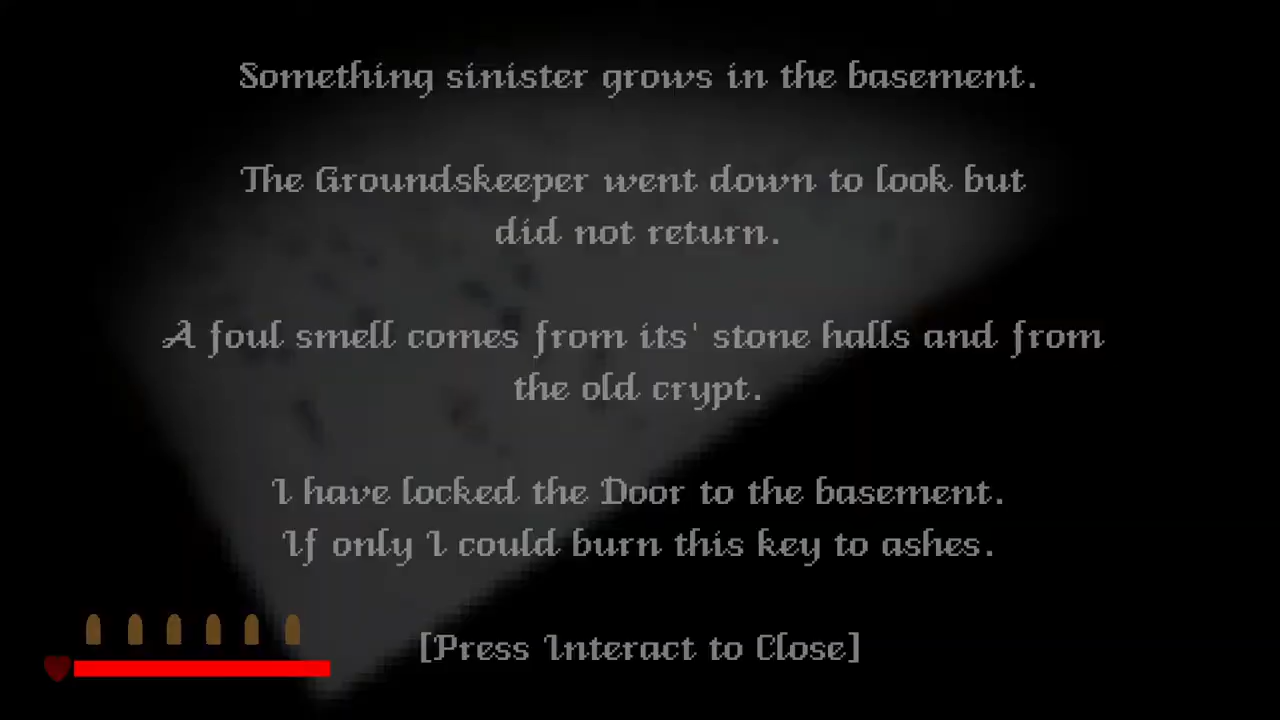 Something sinister grows in the basement.
The Groundskeeper went down to look but
did not return.
A foul smell comes from its' stone halls and from
the old crypt.
I have locked the Door to the basement.
If only I could burn this key to ashes.
[Press Interact to Close]